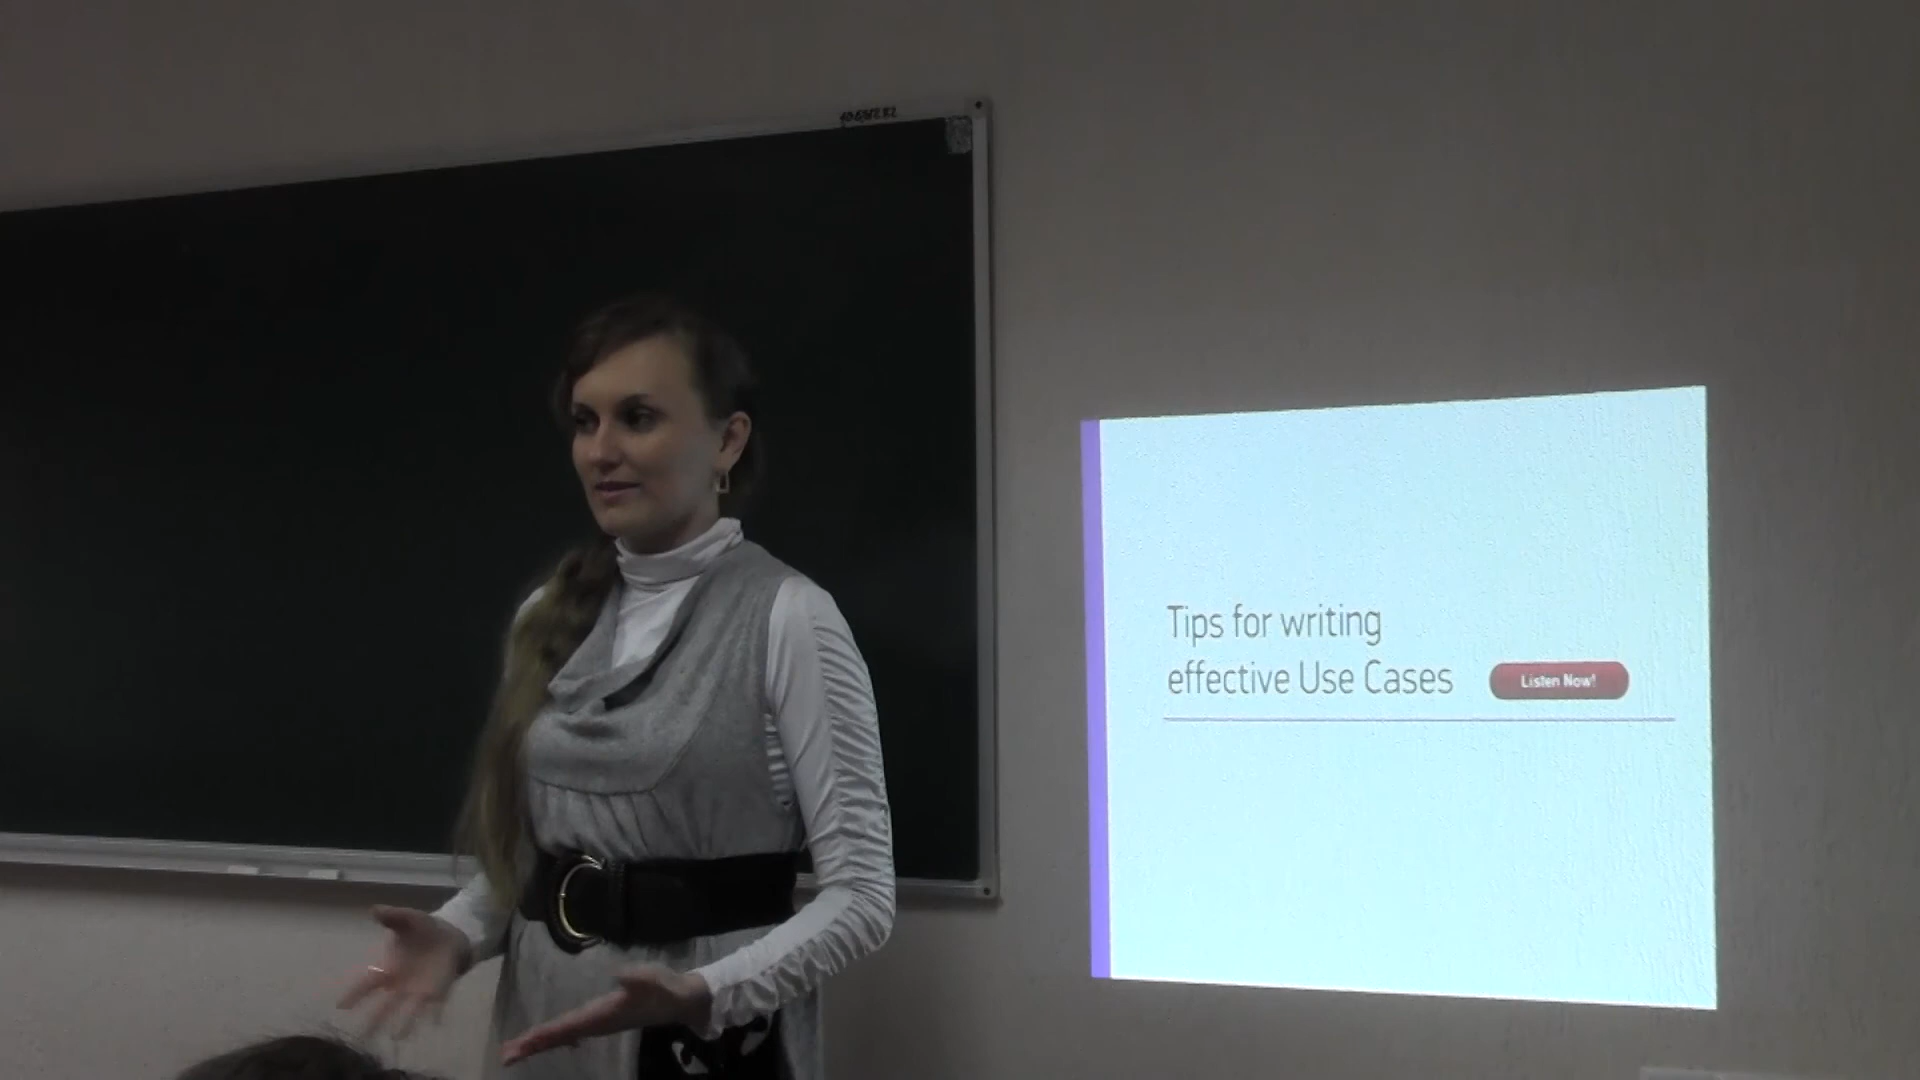 Tips for writing
effective Use Cases
Listen Now!